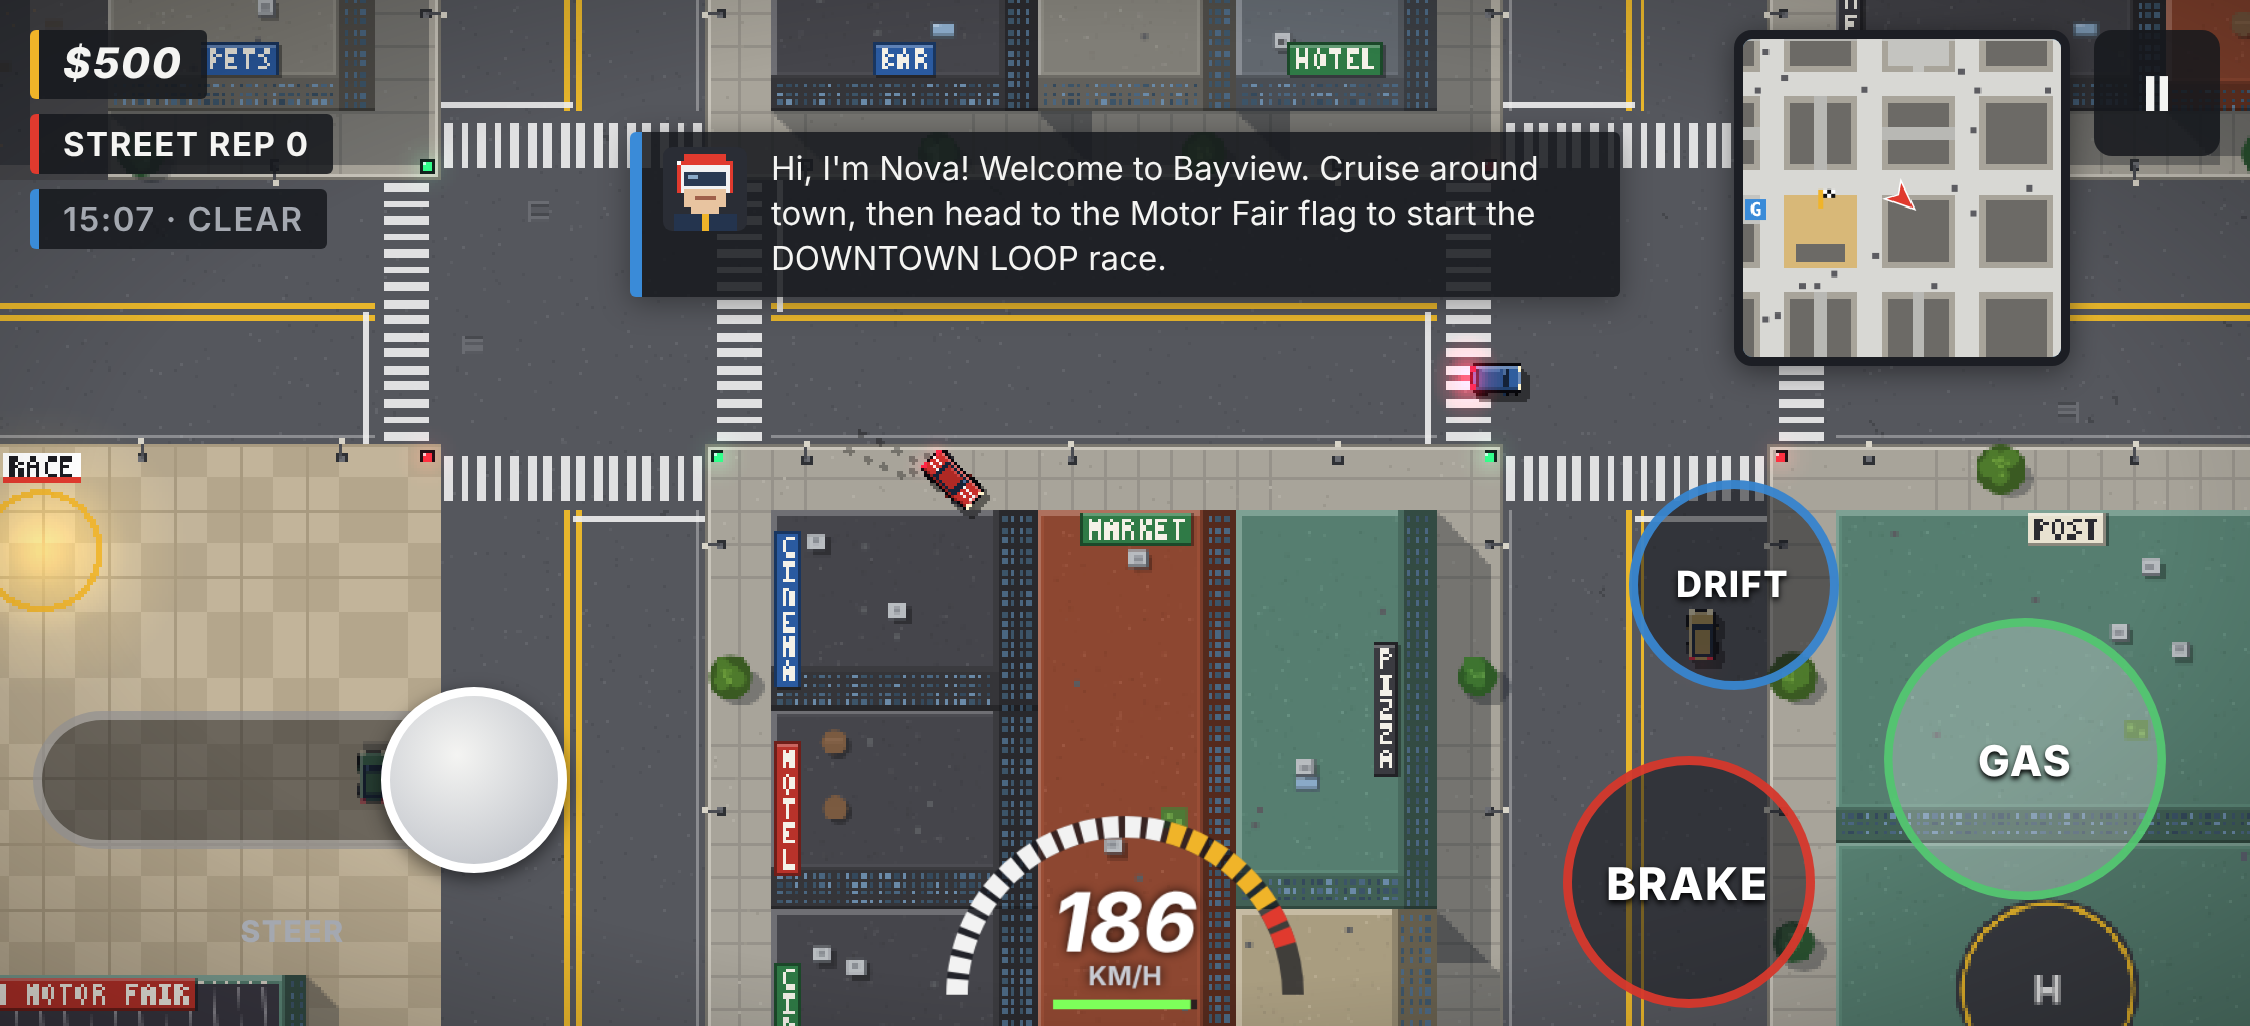 $500
PETS
BAR
HOTEL
STREET REP 0
15:07 · CLEAR
Hi, I'm Nova! Welcome to Bayview. Cruise around
town, then head to the Motor Fair flag to start the
DOWNTOWN LOOP race.
G
RACE
CINEMA
MARKET
POST
DRIFT
PIZZA
MOTEL
GAS
BRAKE
STEER
186
KM/H
MOTOR FAIR
H